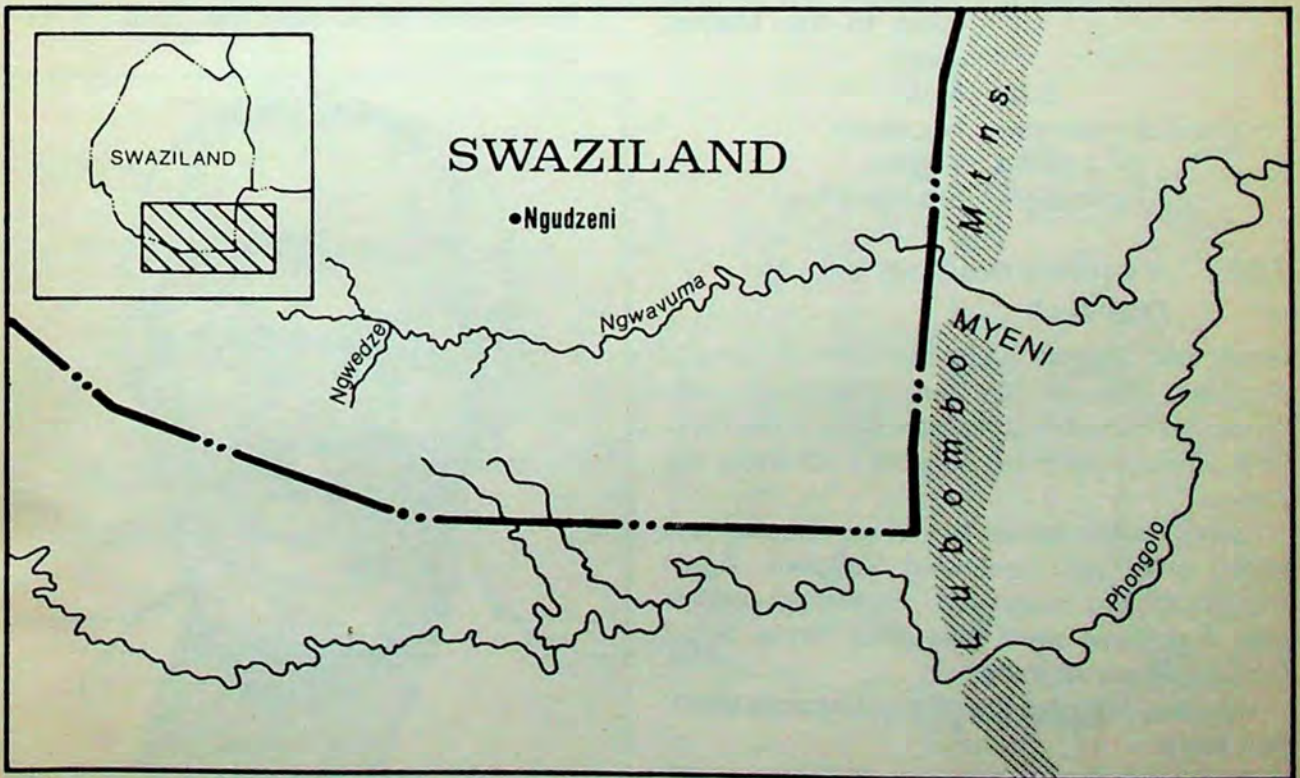 SWAZILAND
SWAZILAND
Ngudzeni
Ngwavuma
Ngwedze
MYENI
Lubombo Mtns.
Phongolo